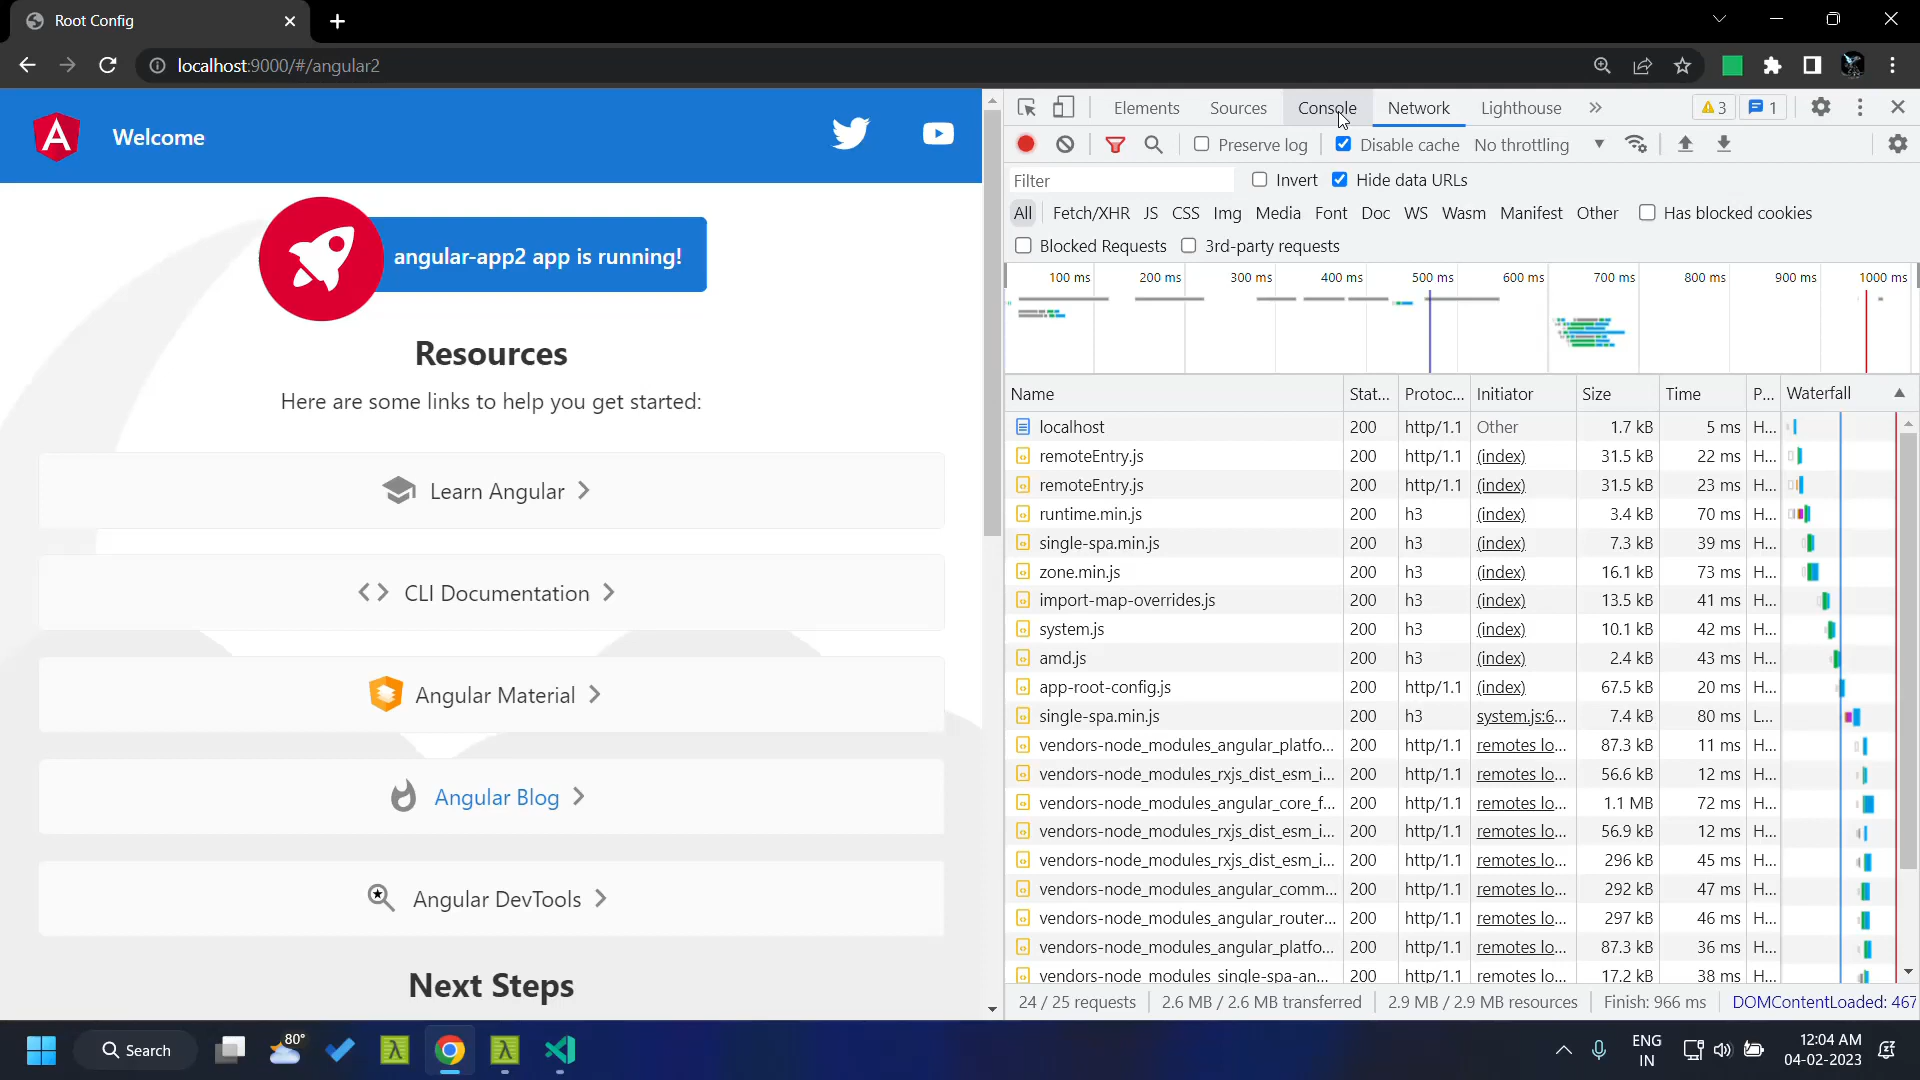 Root Config
localhost:9000/#/angular2
Welcome
angular-app2 app is running!
Resources
Here are some links to help you get started:
Learn Angular
CLI Documentation
Angular Material
Angular Blog
Angular DevTools
Next Steps
Elements Sources Console Network Lighthouse 3 1
Preserve log Disable cache No throttling
Filter Invert Hide data URLs
All Fetch/XHR JS CSS Img Media Font Doc WS Wasm Manifest Other Has blocked cookies
Blocked Requests 3rd-party requests
100 ms 200 ms 300 ms 400 ms 500 ms 600 ms 700 ms 800 ms 900 ms 1000 ms
Name Stat... Protoc... Initiator Size Time P... Waterfall
localhost 200 http/1.1 Other 1.7 kB 5 ms H...
remoteEntry.js 200 http/1.1 (index) 31.5 kB 22 ms H...
remoteEntry.js 200 http/1.1 (index) 31.5 kB 23 ms H...
runtime.min.js 200 h3 (index) 3.4 kB 70 ms H...
single-spa.min.js 200 h3 (index) 7.3 kB 39 ms H...
zone.min.js 200 h3 (index) 16.1 kB 73 ms H...
import-map-overrides.js 200 h3 (index) 13.5 kB 41 ms H...
system.js 200 h3 (index) 10.1 kB 42 ms H...
amd.js 200 h3 (index) 2.4 kB 43 ms H...
app-root-config.js 200 http/1.1 (index) 67.5 kB 20 ms H...
single-spa.min.js 200 h3 system.js:6... 7.4 kB 80 ms L...
vendors-node_modules_angular_platfo... 200 http/1.1 remotes lo... 87.3 kB 11 ms H...
vendors-node_modules_rxjs_dist_esm_i... 200 http/1.1 remotes lo... 56.6 kB 12 ms H...
vendors-node_modules_angular_core_f... 200 http/1.1 remotes lo... 1.1 MB 72 ms H...
vendors-node_modules_rxjs_dist_esm_i... 200 http/1.1 remotes lo... 56.9 kB 12 ms H...
vendors-node_modules_rxjs_dist_esm_i... 200 http/1.1 remotes lo... 296 kB 45 ms H...
vendors-node_modules_angular_comm... 200 http/1.1 remotes lo... 292 kB 47 ms H...
vendors-node_modules_angular_router... 200 http/1.1 remotes lo... 297 kB 46 ms H...
vendors-node_modules_angular_platfo... 200 http/1.1 remotes lo... 87.3 kB 36 ms H...
vendors-node_modules_single-spa-an... 200 http/1.1 remotes lo... 17.2 kB 38 ms H...
24 / 25 requests 2.6 MB / 2.6 MB transferred 2.9 MB / 2.9 MB resources Finish: 966 ms DOMContentLoaded: 467
Search
80°
ENG
IN
12:04 AM
04-02-2023